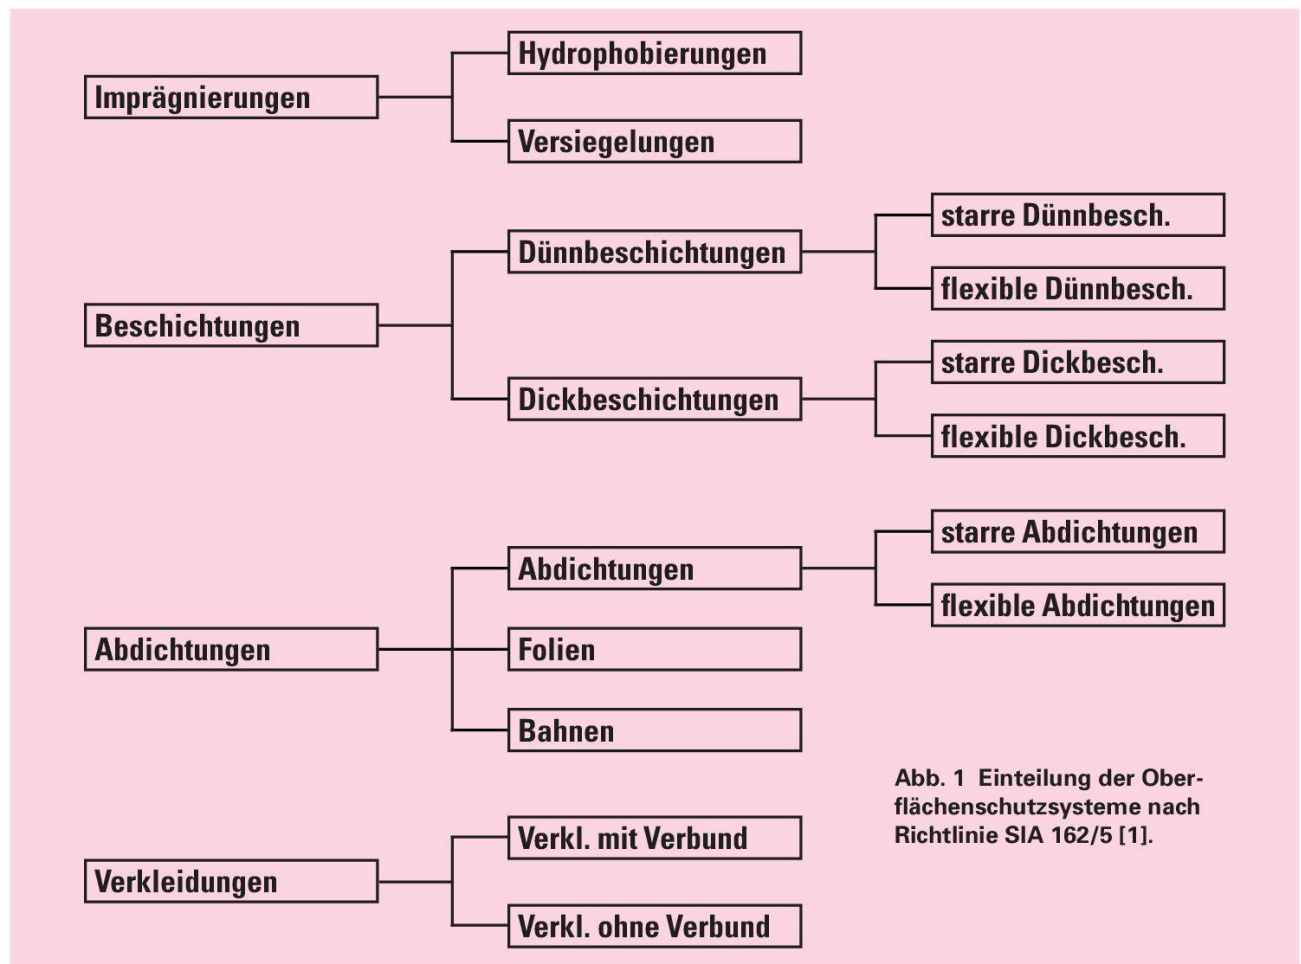 Imprägnierungen
Hydrophobierungen
Versiegelungen
Beschichtungen
Dünnbeschichtungen
starre Dünnbesch.
flexible Dünnbesch.
Dickbeschichtungen
starre Dickbesch.
flexible Dickbesch.
Abdichtungen
Abdichtungen
starre Abdichtungen
flexible Abdichtungen
Folien
Bahnen
Verkleidungen
Verkl. mit Verbund
Verkl. ohne Verbund
Abb. 1 Einteilung der Ober-
flächenschutzsysteme nach
Richtlinie SIA 162/5 [1].